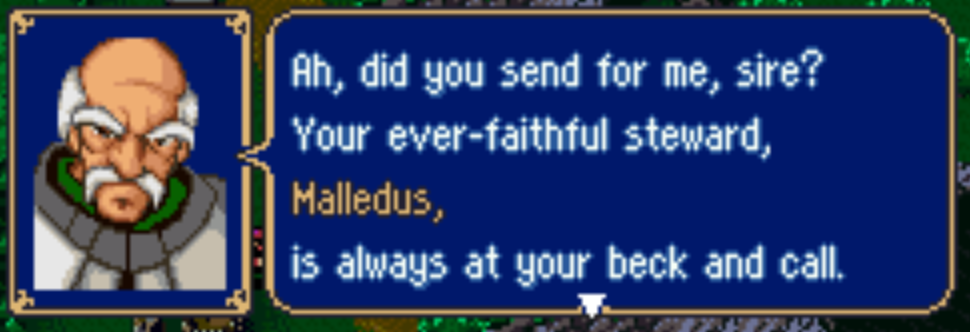 Ah, did you send for me, sire?
Your ever-faithful steward,
Malledus,
is always at your beck and call.